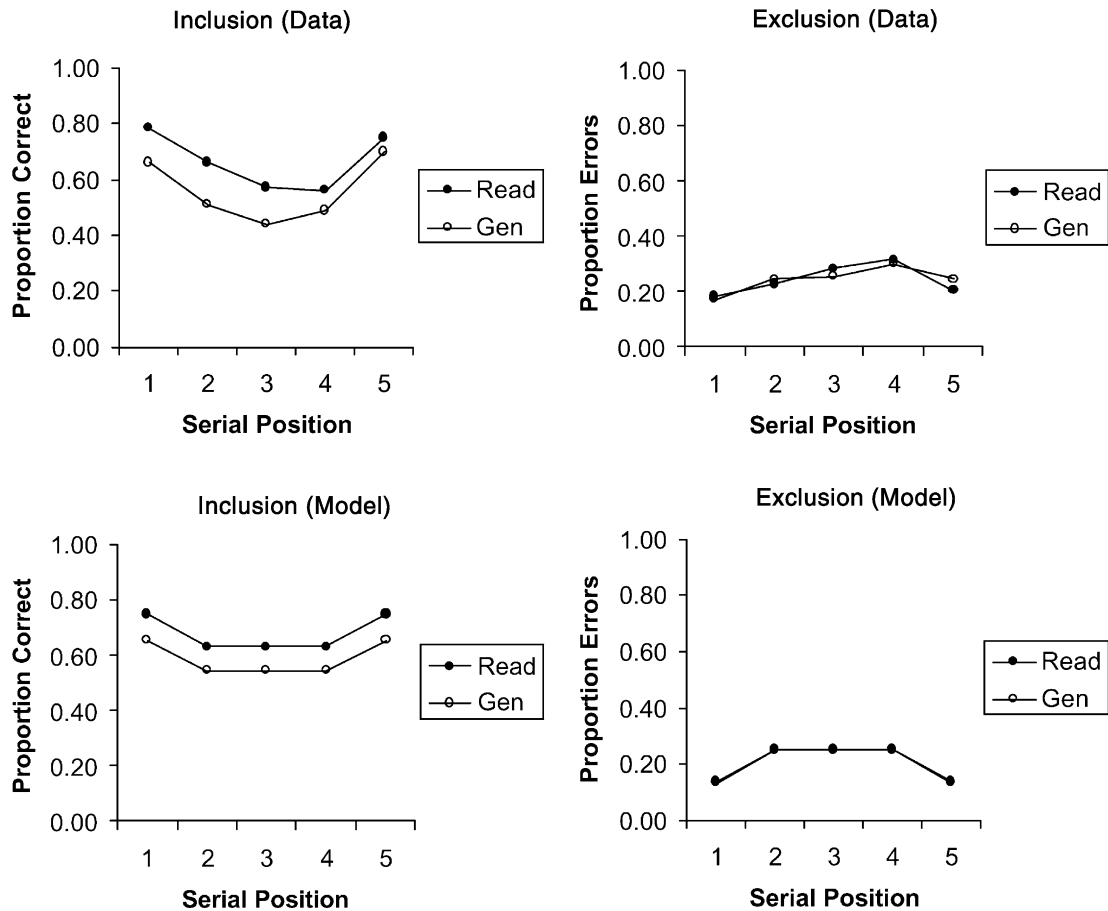 Inclusion (Data)
Proportion Correct
1.00
0.80
0.60
0.40
0.20
0.00
1 2 3 4 5
Serial Position
Read
Gen
Exclusion (Data)
Proportion Errors
1.00
0.80
0.60
0.40
0.20
0.00
1 2 3 4 5
Serial Position
Read
Gen
Inclusion (Model)
Proportion Correct
1.00
0.80
0.60
0.40
0.20
0.00
1 2 3 4 5
Serial Position
Read
Gen
Exclusion (Model)
Proportion Errors
1.00
0.80
0.60
0.40
0.20
0.00
1 2 3 4 5
Serial Position
Read
Gen